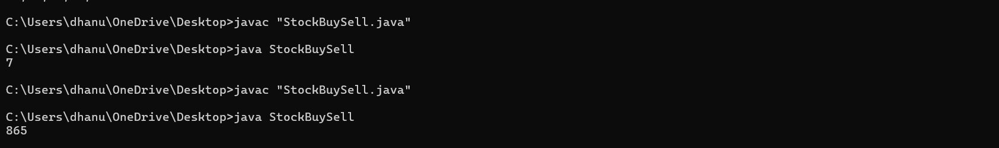 C:\Users\dhanu\OneDrive\Desktop>javac "StockBuySell.java"
C:\Users\dhanu\OneDrive\Desktop>java StockBuySell
7
C:\Users\dhanu\OneDrive\Desktop>javac "StockBuySell.java"
C:\Users\dhanu\OneDrive\Desktop>java StockBuySell
865